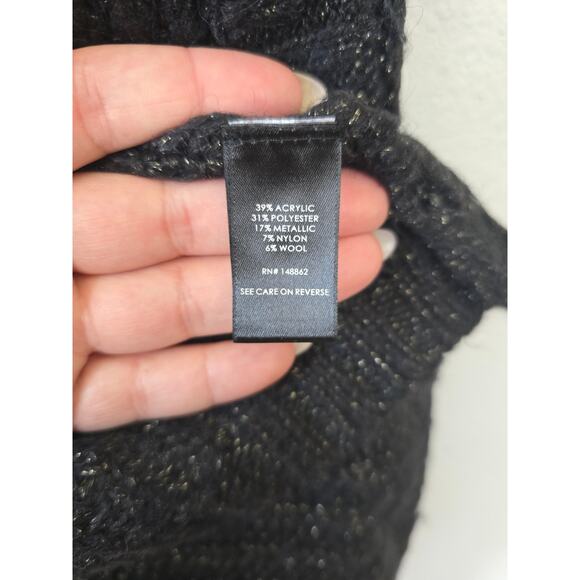 39% ACRYLIC
31% POLYESTER
17% METALLIC
7% NYLON
6% WOOL
RN# 148862
SEE CARE ON REVERSE